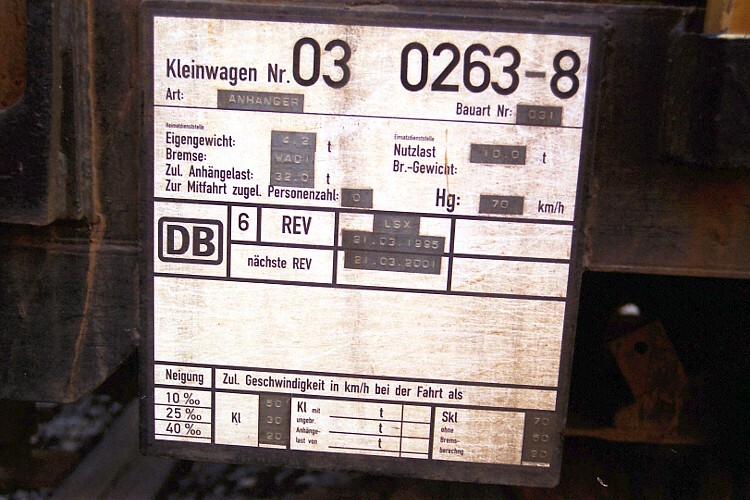 Kleinwagen Nr. 03 0263-8
Art: ANHÄNGER Bauart Nr: 031
Heimatdienststelle Einsatzdienststelle
Eigengewicht: 4.2 t Nutzlast 10.0 t
Bremse: WADI Br.-Gewicht:
Zul. Anhängelast: 32.0 t
Zur Mitfahrt zugel. Personenzahl: 0 Hg: 70 km/h
DB 6 REV LSX
21.03.1995
nächste REV 21.03.2001
Neigung Zul. Geschwindigkeit in km/h bei der Fahrt als
10 ‰ Kl 50 Kl mit t Skl 70
25 ‰ 30 ungebr. t ohne
40 ‰ 20 Anhänge- t Brems-
last von berechng